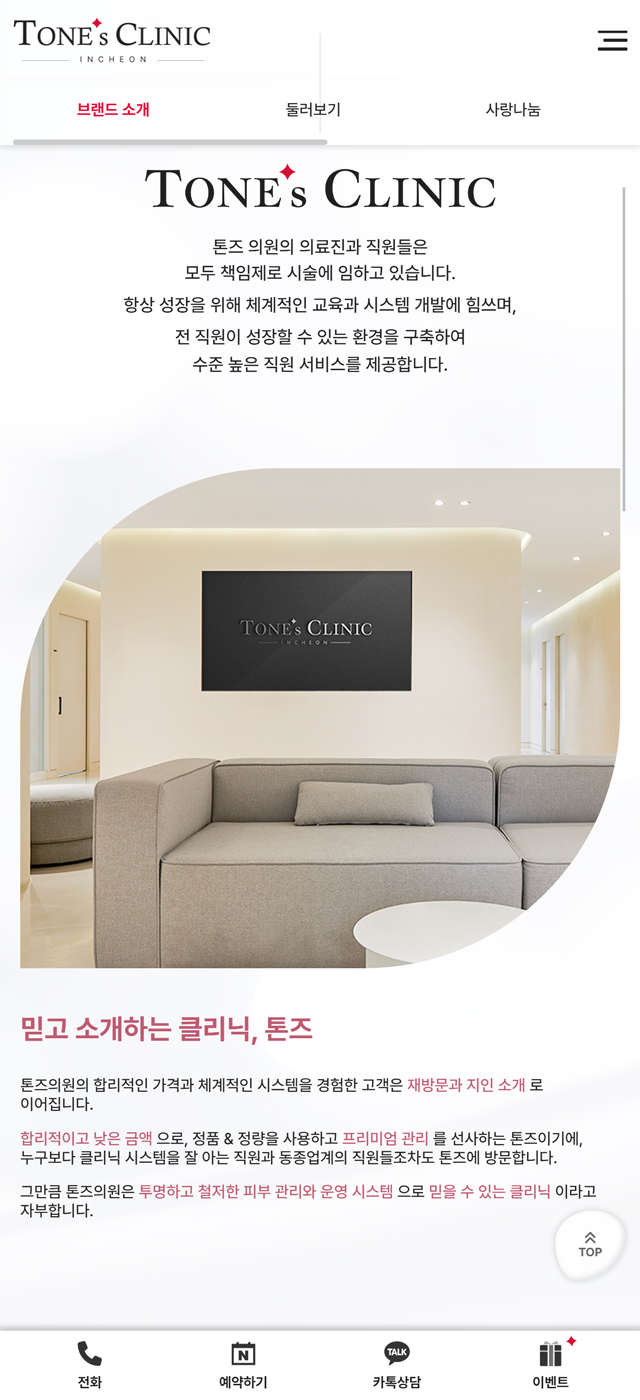 TONE's CLINIC
INCHEON
브랜드 소개
둘러보기
사랑나눔
TONE's CLINIC
톤즈 의원의 의료진과 직원들은
모두 책임제로 시술에 임하고 있습니다.
항상 성장을 위해 체계적인 교육과 시스템 개발에 힘쓰며,
전 직원이 성장할 수 있는 환경을 구축하여
수준 높은 직원 서비스를 제공합니다.
TONE's CLINIC
INCHEON
믿고 소개하는 클리닉, 톤즈
톤즈의원의 합리적인 가격과 체계적인 시스템을 경험한 고객은 재방문과 지인 소개 로
이어집니다.
합리적이고 낮은 금액 으로, 정품 & 정량을 사용하고 프리미엄 관리 를 선사하는 톤즈이기에,
누구보다 클리닉 시스템을 잘 아는 직원과 동종업계의 직원들조차도 톤즈에 방문합니다.
그만큼 톤즈의원은 투명하고 철저한 피부 관리와 운영 시스템 으로 믿을 수 있는 클리닉 이라고
자부합니다.
TOP
N
TALK
전화
예약하기
카톡상담
이벤트